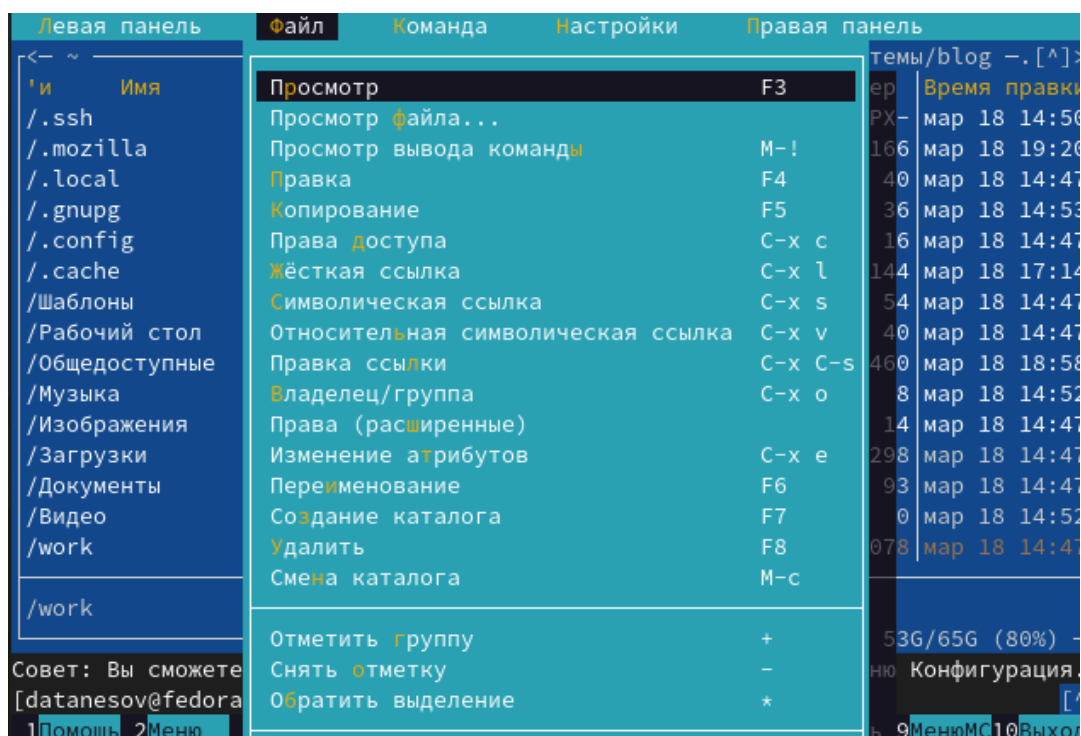 Левая панель Файл Команда Настройки Правая панель
<— ~ темы/blog —.[^]>
'и Имя Просмотр F3 ер Время правки
/.ssh Просмотр файла... РХ- мар 18 14:50
/.mozilla Просмотр вывода команды M-! 166 мар 18 19:20
/.local Правка F4 40 мар 18 14:47
/.gnupg Копирование F5 36 мар 18 14:53
/.config Права доступа C-x c 16 мар 18 14:47
/.cache Жёсткая ссылка C-x l 144 мар 18 17:14
/Шаблоны Символическая ссылка C-x s 54 мар 18 14:47
/Рабочий стол Относительная символическая ссылка C-x v 40 мар 18 14:47
/Общедоступные Правка ссылки C-x C-s 460 мар 18 18:58
/Музыка Владелец/группа C-x o 8 мар 18 14:52
/Изображения Права (расширенные) 14 мар 18 14:47
/Загрузки Изменение атрибутов C-x e 298 мар 18 14:47
/Документы Переименование F6 93 мар 18 14:47
/Видео Создание каталога F7 0 мар 18 14:52
/work Удалить F8 078 мар 18 14:47
Смена каталога M-c
/work
Отметить группу + 53G/65G (80%) —
Совет: Вы сможете Снять отметку - ню Конфигурация.
[datanesov@fedora Обратить выделение * [^
1Помощь 2Меню ь 9МенюMC10Выход